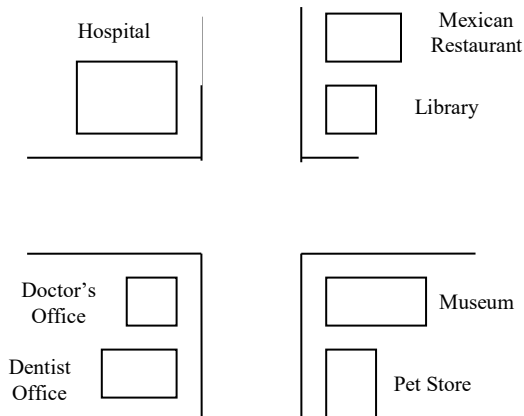 Hospital
Mexican
Restaurant
Library
Doctor’s
Office
Museum
Dentist
Office
Pet Store